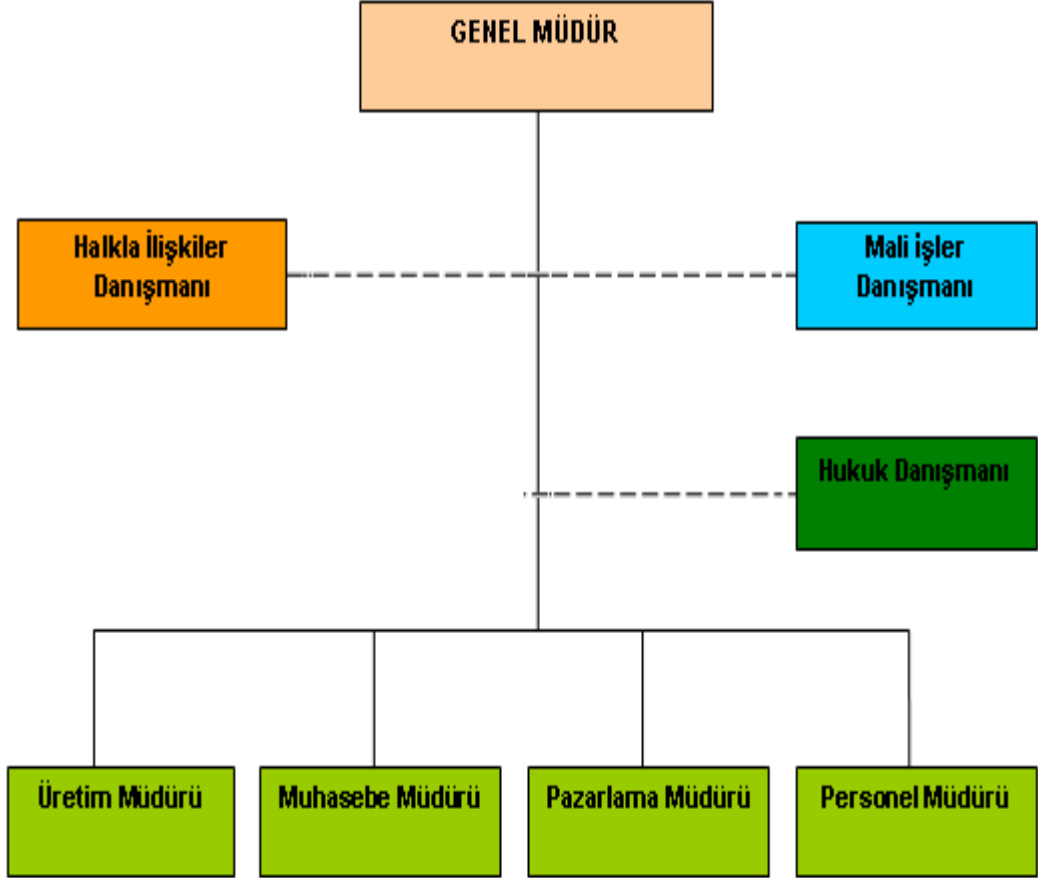 GENEL MÜDÜR
Halkla İlişkiler
Danışmanı
Mali işler
Danışmanı
Hukuk Danışmanı
Üretim Müdürü
Muhasebe Müdürü
Pazarlama Müdürü
Personel Müdürü